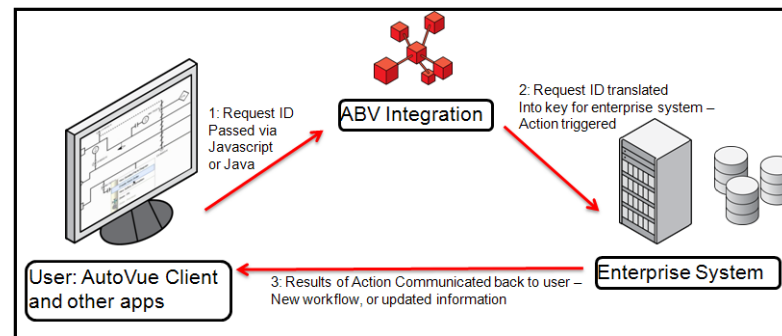 1: Request ID
Passed via
Javascript
or Java
ABV Integration
2: Request ID translated
Into key for enterprise system –
Action triggered
User: AutoVue Client
and other apps
3: Results of Action Communicated back to user –
New workflow, or updated information
Enterprise System